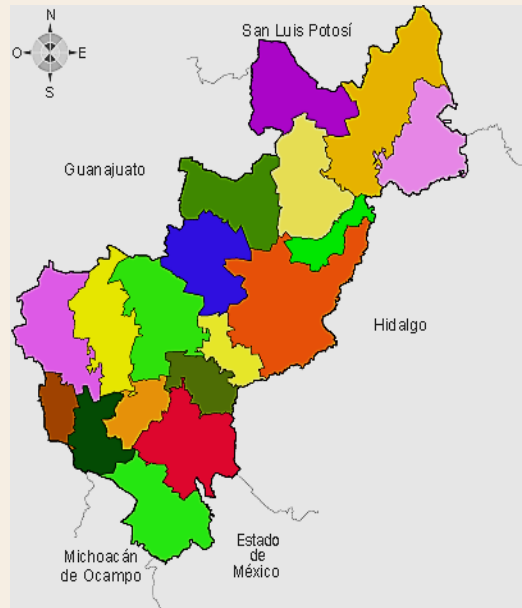 N
San Luis Potosí
O
E
S
Guanajuato
Hidalgo
Estado
de
México
Michoacán
de Ocampo